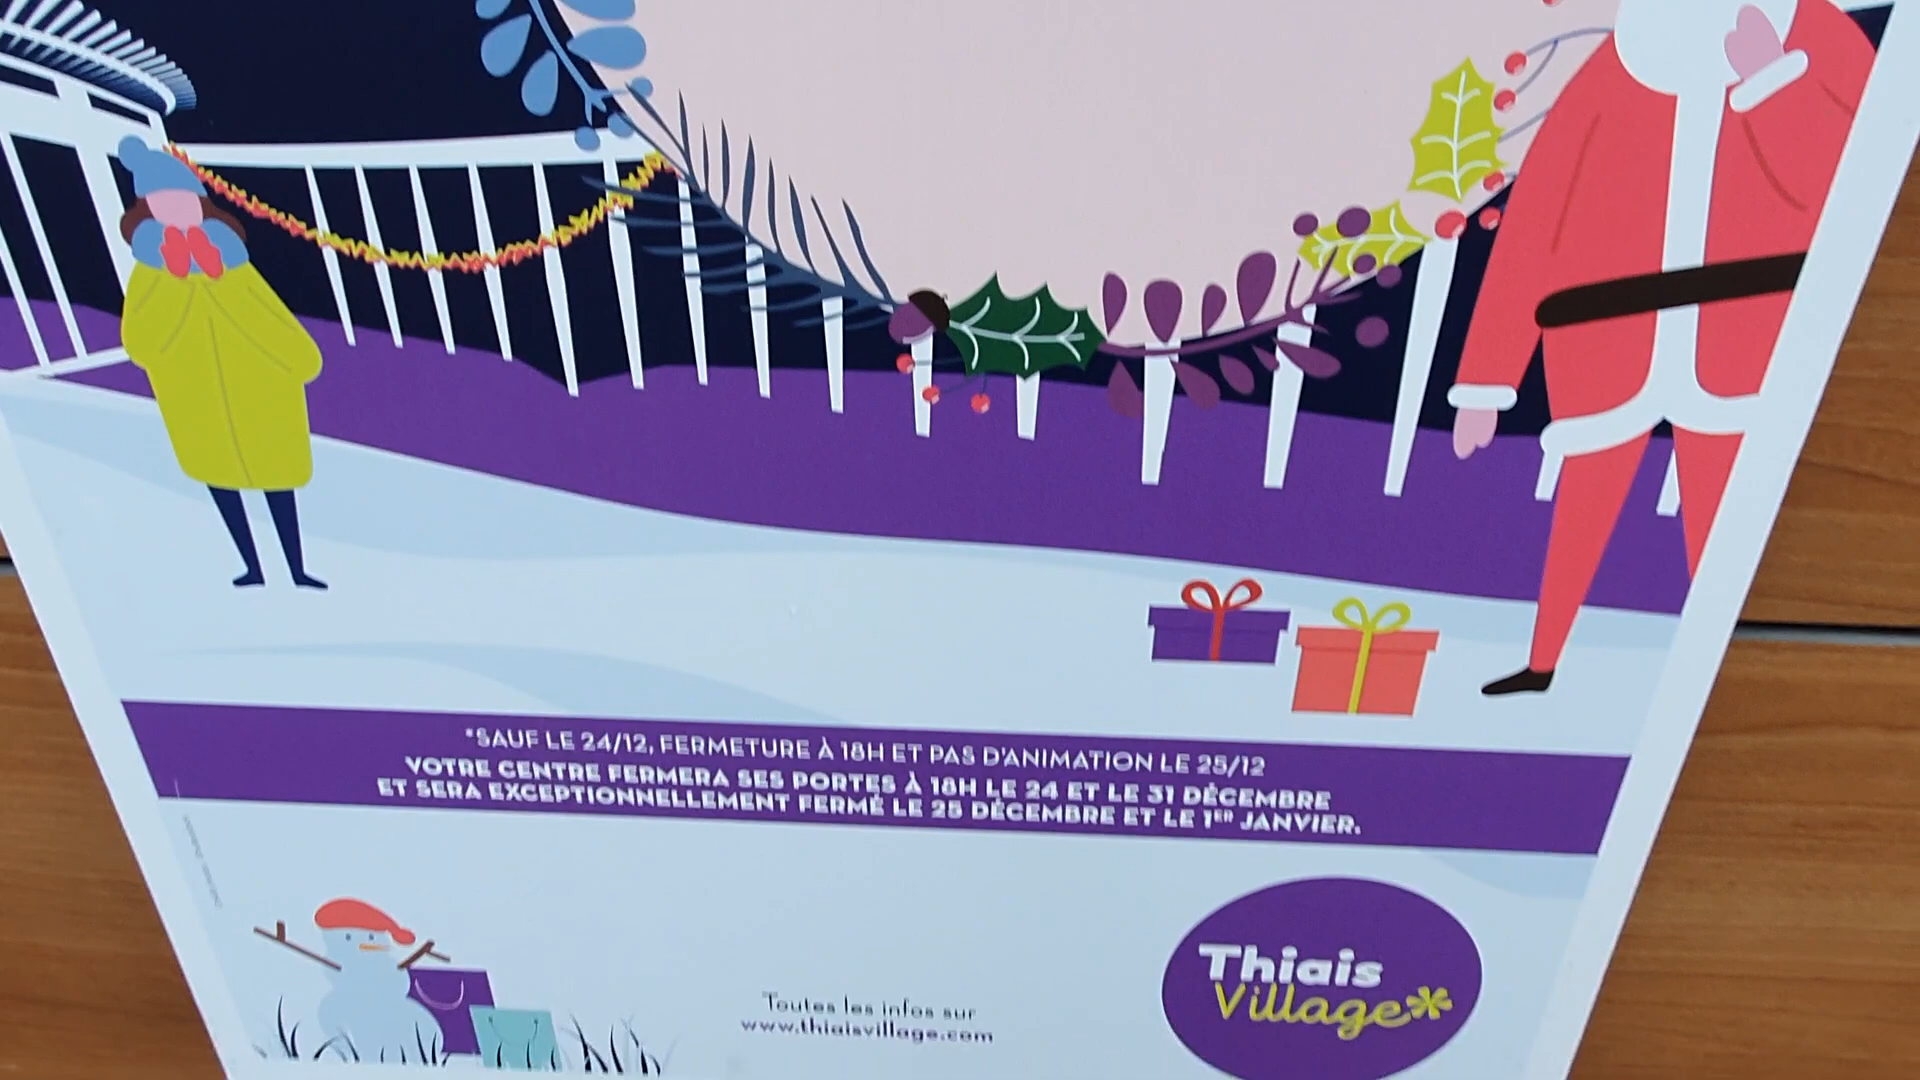 *SAUF LE 24/12, FERMETURE À 18H ET PAS D'ANIMATION LE 25/12
VOTRE CENTRE FERMERA SES PORTES À 18H LE 24 ET LE 31 DÉCEMBRE
ET SERA EXCEPTIONNELLEMENT FERMÉ LE 25 DÉCEMBRE ET LE 1ER JANVIER.
Toutes les infos sur
www.thiaisvillage.com
Thiais
Village*